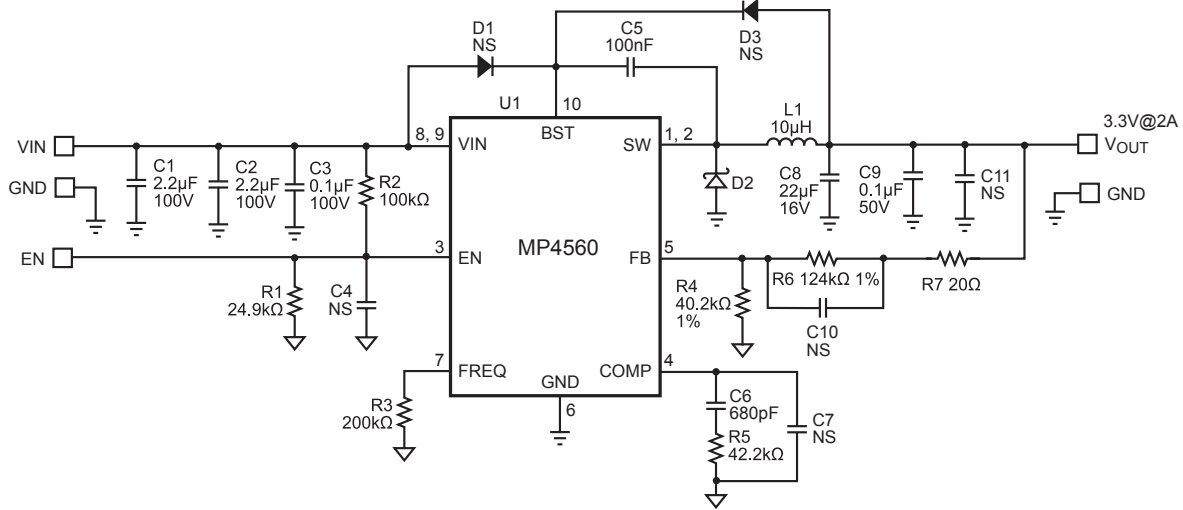 D1
NS
C5
100nF
D3
NS
U1
10
BST
VIN
8, 9
VIN
SW
1, 2
L1
10µH
3.3V@2A
VOUT
GND
C1
2.2µF
100V
C2
2.2µF
100V
C3
0.1µF
100V
R2
100kΩ
D2
C8
22µF
16V
C9
0.1µF
50V
C11
NS
GND
EN
3
EN
MP4560
FB
5
R6 124kΩ 1%
R7 20Ω
R1
24.9kΩ
C4
NS
R4
40.2kΩ
1%
C10
NS
7
FREQ
GND
6
COMP
4
R3
200kΩ
C6
680pF
R5
42.2kΩ
C7
NS